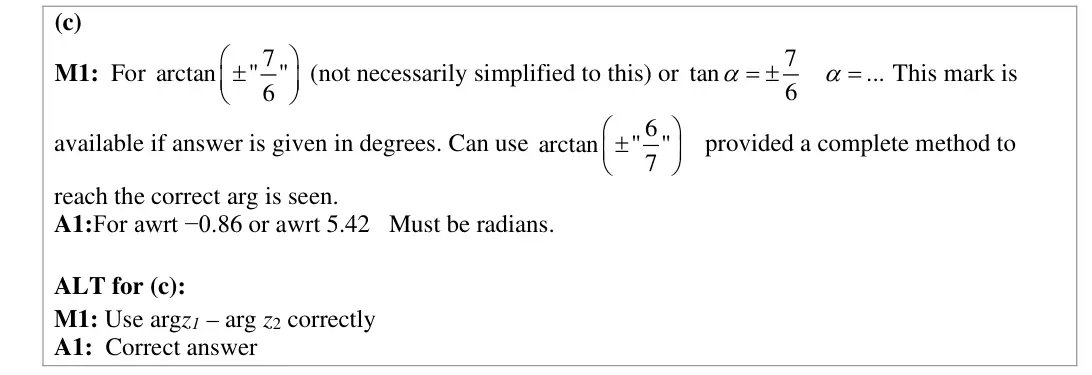 (c)
M1: For arctan(±"7/6") (not necessarily simplified to this) or tan α = ±7/6 α = ... This mark is
available if answer is given in degrees. Can use arctan(±"6/7") provided a complete method to
reach the correct arg is seen.
A1:For awrt −0.86 or awrt 5.42 Must be radians.
ALT for (c):
M1: Use argz₁ – arg z₂ correctly
A1: Correct answer